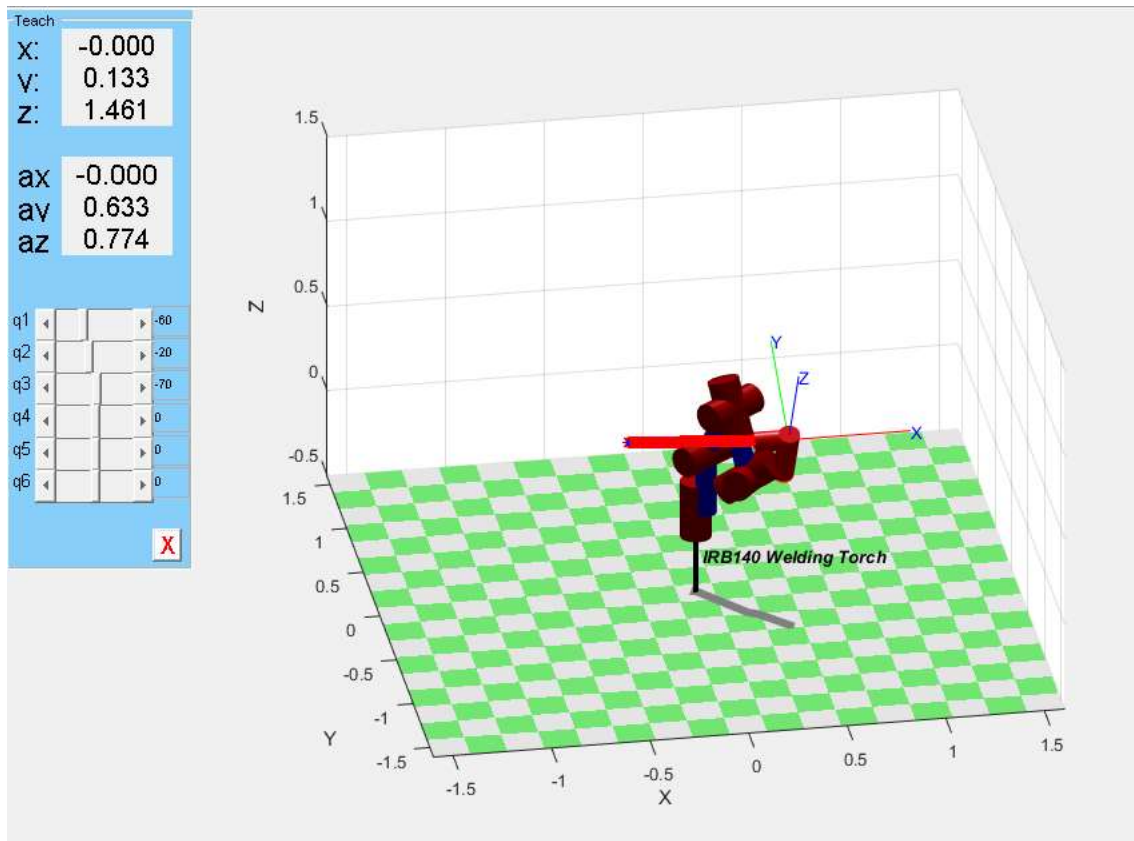 Teach
x: -0.000
y: 0.133
z: 1.461
ax -0.000
ay 0.633
az 0.774
q1 -60
q2 -20
q3 -70
q4 0
q5 0
q6 0
X
1.5
1
0.5
0
-0.5
Z
1.5
1
0.5
0
-0.5
-1
-1.5
Y
-1.5
-1
-0.5
0
0.5
1
1.5
X
Y
Z
X
IRB140 Welding Torch